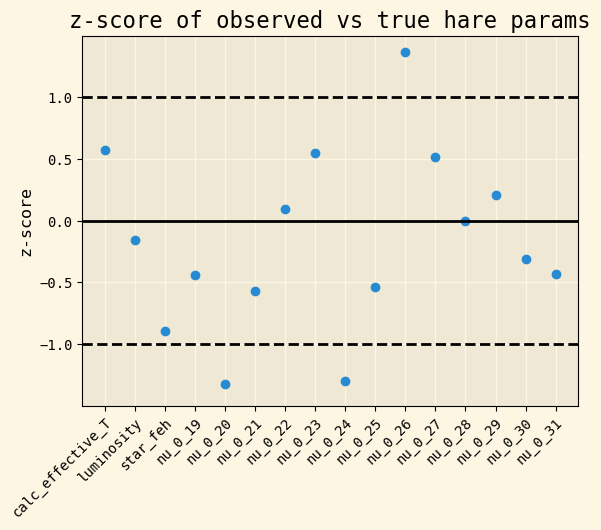 z-score of observed vs true hare params
z-score
1.0
0.5
0.0
−0.5
−1.0
calc_effective_T
luminosity
star_feh
nu_0_19
nu_0_20
nu_0_21
nu_0_22
nu_0_23
nu_0_24
nu_0_25
nu_0_26
nu_0_27
nu_0_28
nu_0_29
nu_0_30
nu_0_31